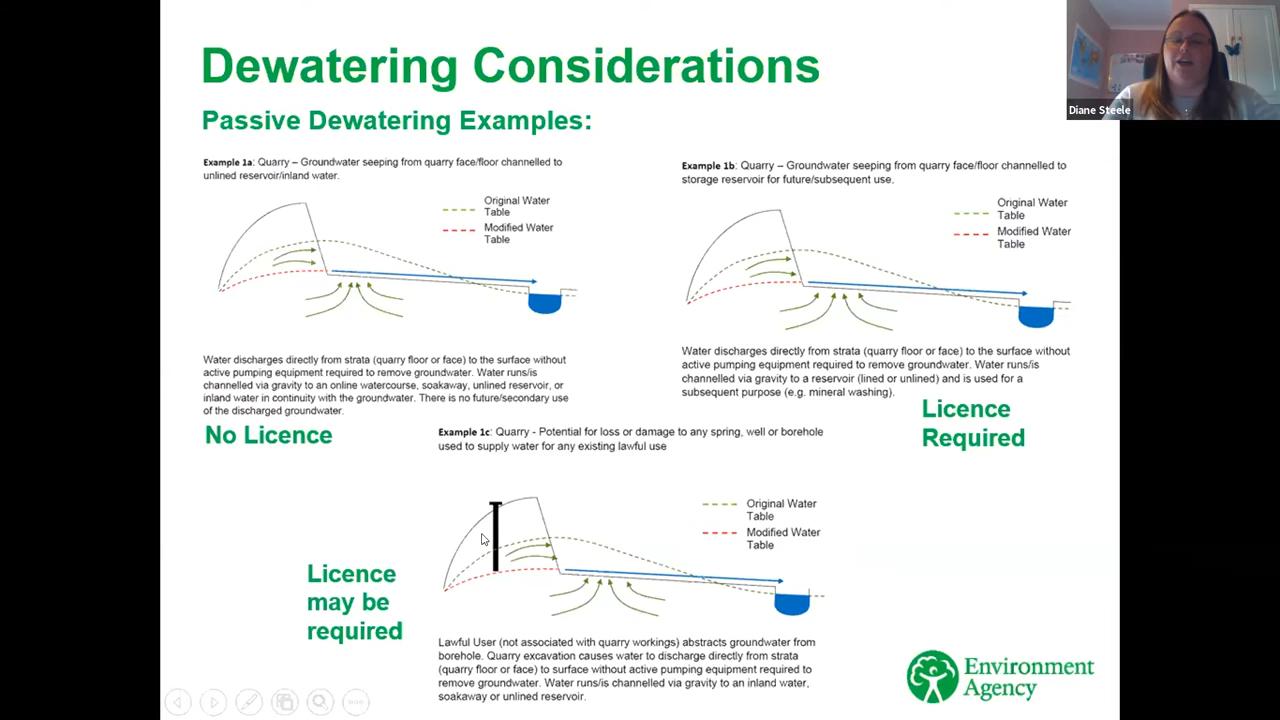 Dewatering Considerations
Diane Steele
Passive Dewatering Examples:
Example 1a: Quarry – Groundwater seeping from quarry face/floor channelled to
unlined reservoir/inland water.
Original Water
Table
Modified Water
Table
Water discharges directly from strata (quarry floor or face) to the surface without
active pumping equipment required to remove groundwater. Water runs/is
channelled via gravity to an online watercourse, soakaway, unlined reservoir, or
inland water in continuity with the groundwater. There is no future/secondary use
of the discharged groundwater.
No Licence
Example 1b: Quarry – Groundwater seeping from quarry face/floor channelled to
storage reservoir for future/subsequent use.
Original Water
Table
Modified Water
Table
Water discharges directly from strata (quarry floor or face) to the surface without
active pumping equipment required to remove groundwater. Water runs/is
channelled via gravity to a reservoir (lined or unlined) and is used for a
subsequent purpose (e.g. mineral washing).
Licence
Required
Example 1c: Quarry - Potential for loss or damage to any spring, well or borehole
used to supply water for any existing lawful use
Original Water
Table
Modified Water
Table
Licence
may be
required
Lawful User (not associated with quarry workings) abstracts groundwater from
borehole. Quarry excavation causes water to discharge directly from strata
(quarry floor or face) to surface without active pumping equipment required to
remove groundwater. Water runs/is channelled via gravity to an inland water,
soakaway or unlined reservoir.
Environment
Agency